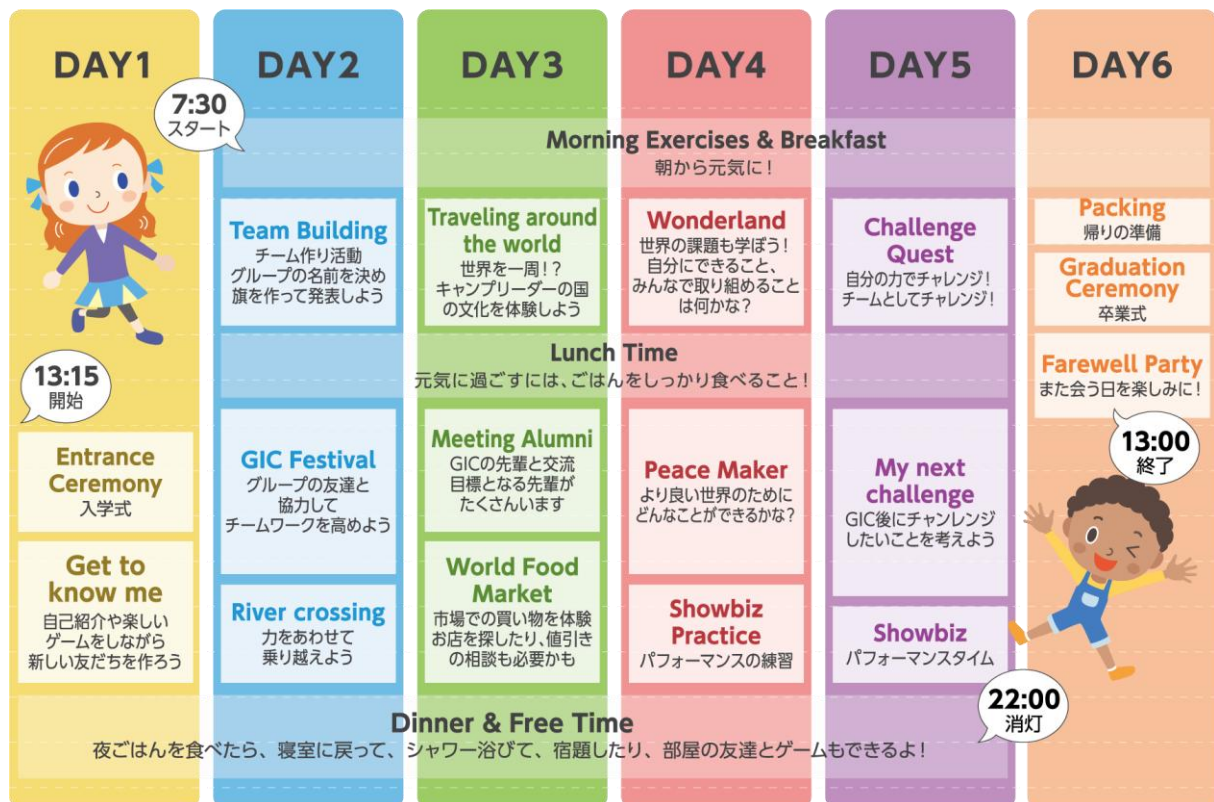 DAY1
13:15
開始
Entrance
Ceremony
入学式
Get to
know me
自己紹介や楽しい
ゲームをしながら
新しい友だちを作ろう
DAY2
7:30
スタート
Morning Exercises & Breakfast
朝から元気に!
Team Building
チーム作り活動
グループの名前を決め
旗を作って発表しよう
Lunch Time
元気に過ごすには、ごはんをしっかり食べること!
GIC Festival
グループの友達と
協力して
チームワークを高めよう
River crossing
力をあわせて
乗り越えよう
DAY3
Traveling around
the world
世界を一周!?
キャンプリーダーの国
の文化を体験しよう
Meeting Alumni
GICの先輩と交流
目標となる先輩が
たくさんいます
World Food
Market
市場での買い物を体験
お店を探したり、値引き
の相談も必要かも
DAY4
Wonderland
世界の課題も学ぼう!
自分にできること、
みんなで取り組めること
は何かな?
Peace Maker
より良い世界のために
どんなことができるかな?
Showbiz
Practice
パフォーマンスの練習
DAY5
Challenge
Quest
自分の力でチャレンジ!
チームとしてチャレンジ!
My next
challenge
GIC後にチャンレンジ
したいことを考えよう
Showbiz
パフォーマンスタイム
DAY6
Packing
帰りの準備
Graduation
Ceremony
卒業式
Farewell Party
また会う日を楽しみに!
13:00
終了
Dinner & Free Time
夜ごはんを食べたら、寝室に戻って、シャワー浴びて、宿題したり、部屋の友達とゲームもできるよ!
22:00
消灯